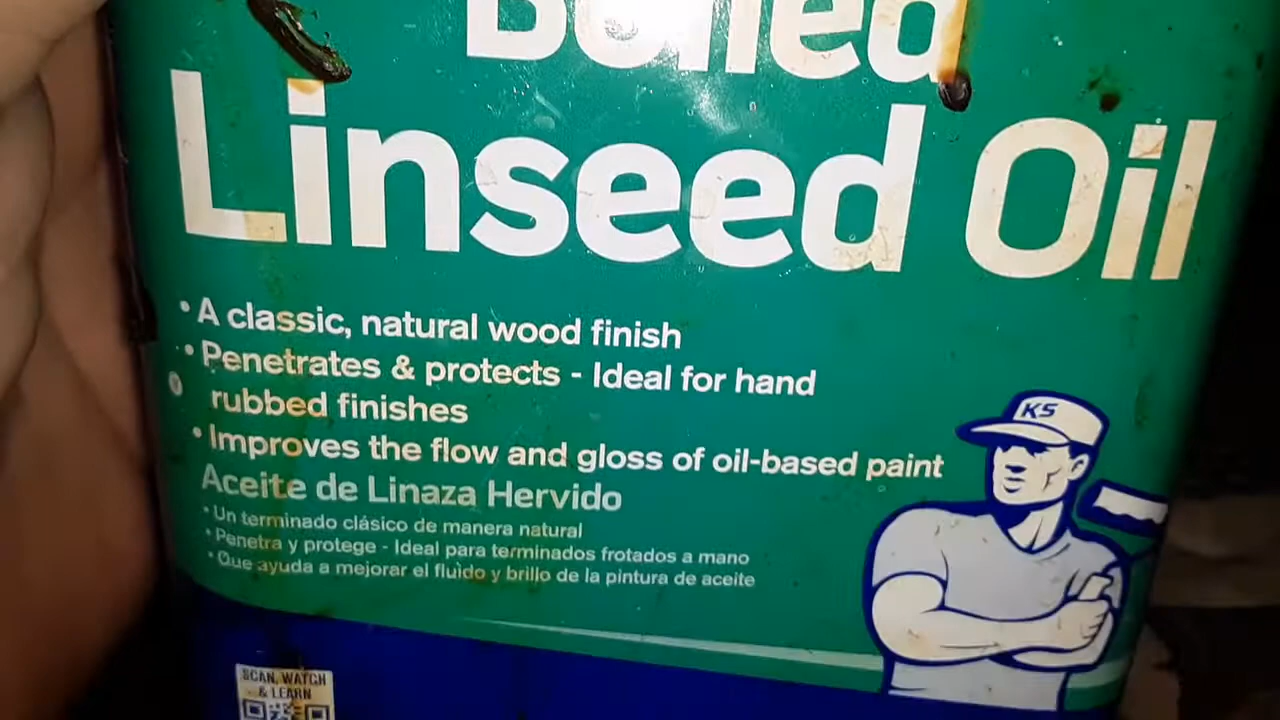 Boiled
Linseed Oil
• A classic, natural wood finish
• Penetrates & protects - Ideal for hand
rubbed finishes
• Improves the flow and gloss of oil-based paint
Aceite de Linaza Hervido
• Un terminado clásico de manera natural
• Penetra y protege - Ideal para terminados frotados a mano
• Que ayuda a mejorar el fluido y brillo de la pintura de aceite
KS
SCAN, WATCH
& LEARN